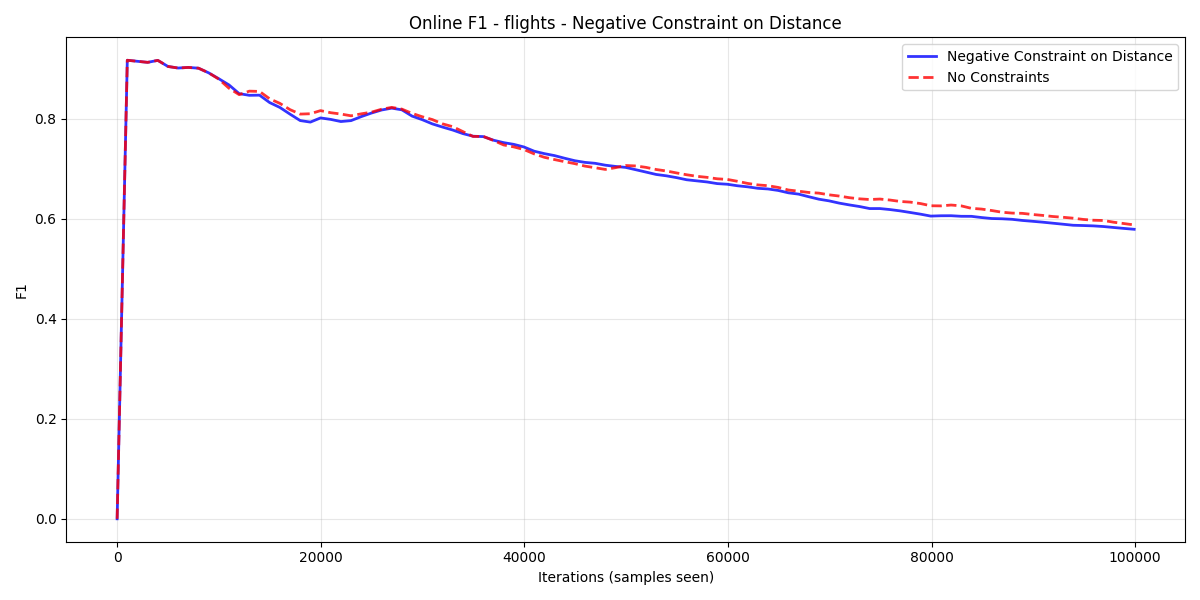 Online F1 - flights - Negative Constraint on Distance
Negative Constraint on Distance
No Constraints
F1
0.8
0.6
0.4
0.2
0.0
0
20000
40000
60000
80000
100000
Iterations (samples seen)